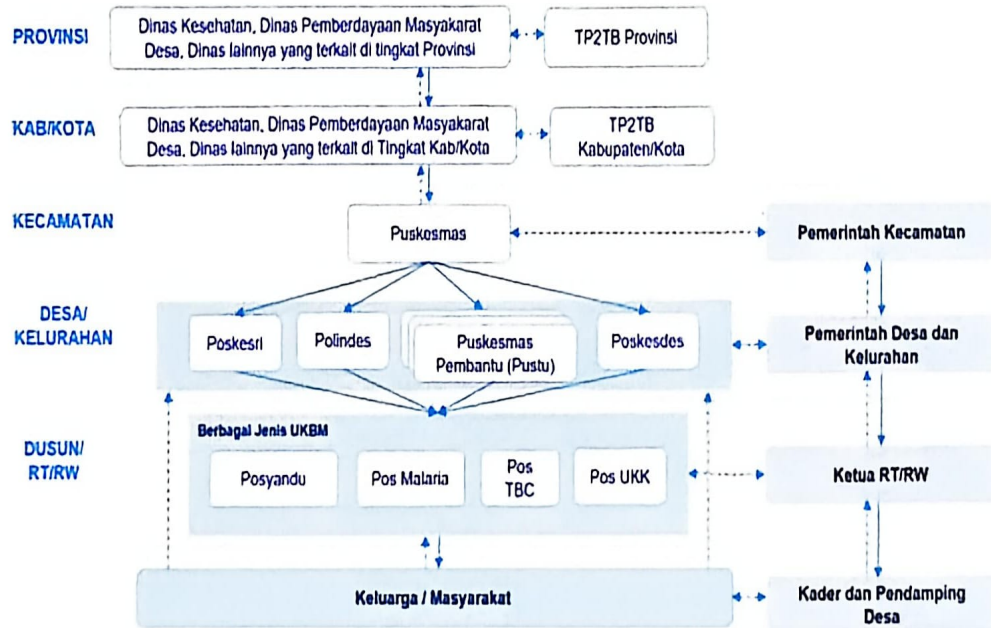 PROVINSI
Dinas Kesehatan, Dinas Pemberdayaan Masyakarat
Desa, Dinas lainnya yang terkait di tingkat Provinsi
TP2TB Provinsi
KAB/KOTA
Dinas Kesehatan, Dinas Pemberdayaan Masyakarat
Desa, Dinas lainnya yang terkait di Tingkat Kab/Kota
TP2TB
Kabupaten/Kota
KECAMATAN
Puskesmas
Pemerintah Kecamatan
DESA/
KELURAHAN
Poskesri
Polindes
Puskesmas
Pembantu (Pustu)
Poskesdes
Pemerintah Desa dan
Kelurahan
DUSUN/
RT/RW
Berbagai Jenis UKBM
Posyandu
Pos Malaria
Pos
TBC
Pos UKK
Ketua RT/RW
Keluarga / Masyarakat
Kader dan Pendamping
Desa